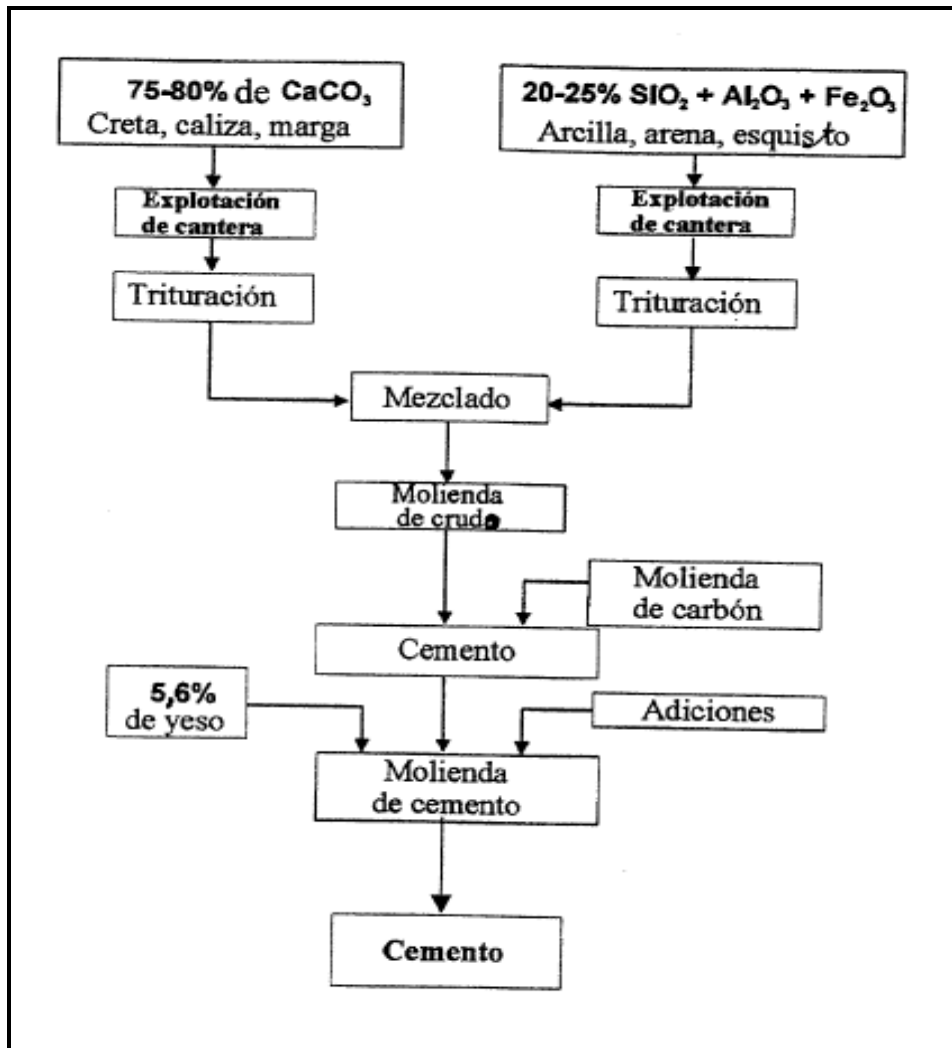 75-80% de CaCO₃
Creta, caliza, marga
20-25% SIO₂ + Al₂O₃ + Fe₂O₃
Arcilla, arena, esquisto
Explotación
de cantera
Explotación
de cantera
Trituración
Trituración
Mezclado
Molienda
de crudo
Molienda
de carbón
Cemento
5,6%
de yeso
Adiciones
Molienda
de cemento
Cemento